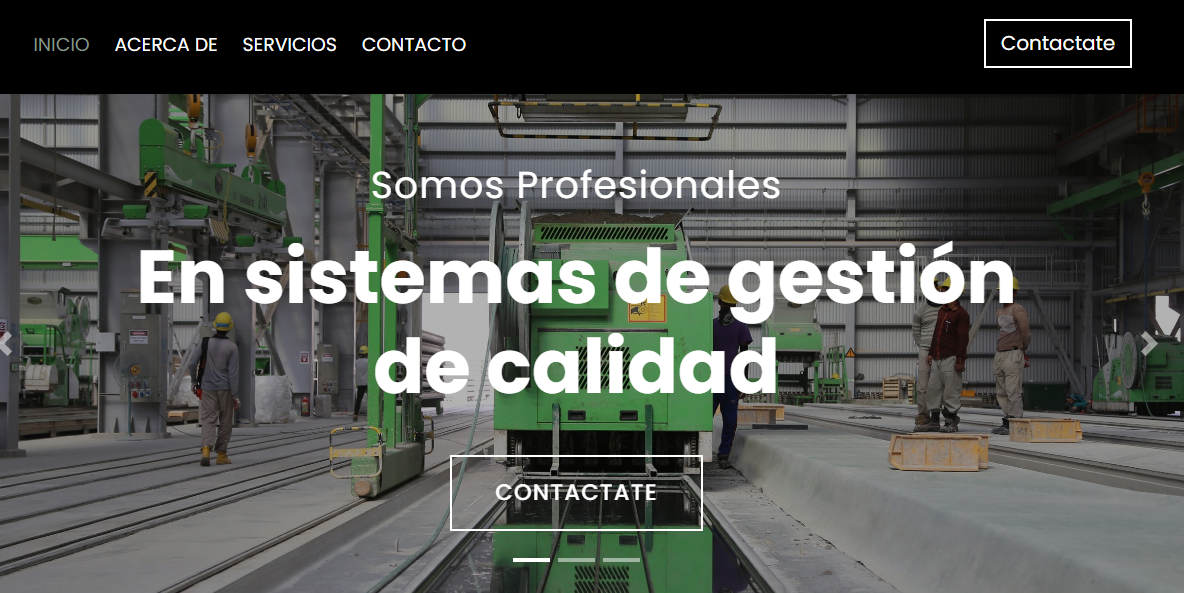 INICIO ACERCA DE SERVICIOS CONTACTO Contactate
Somos Profesionales
En sistemas de gestión
de calidad
CONTACTATE